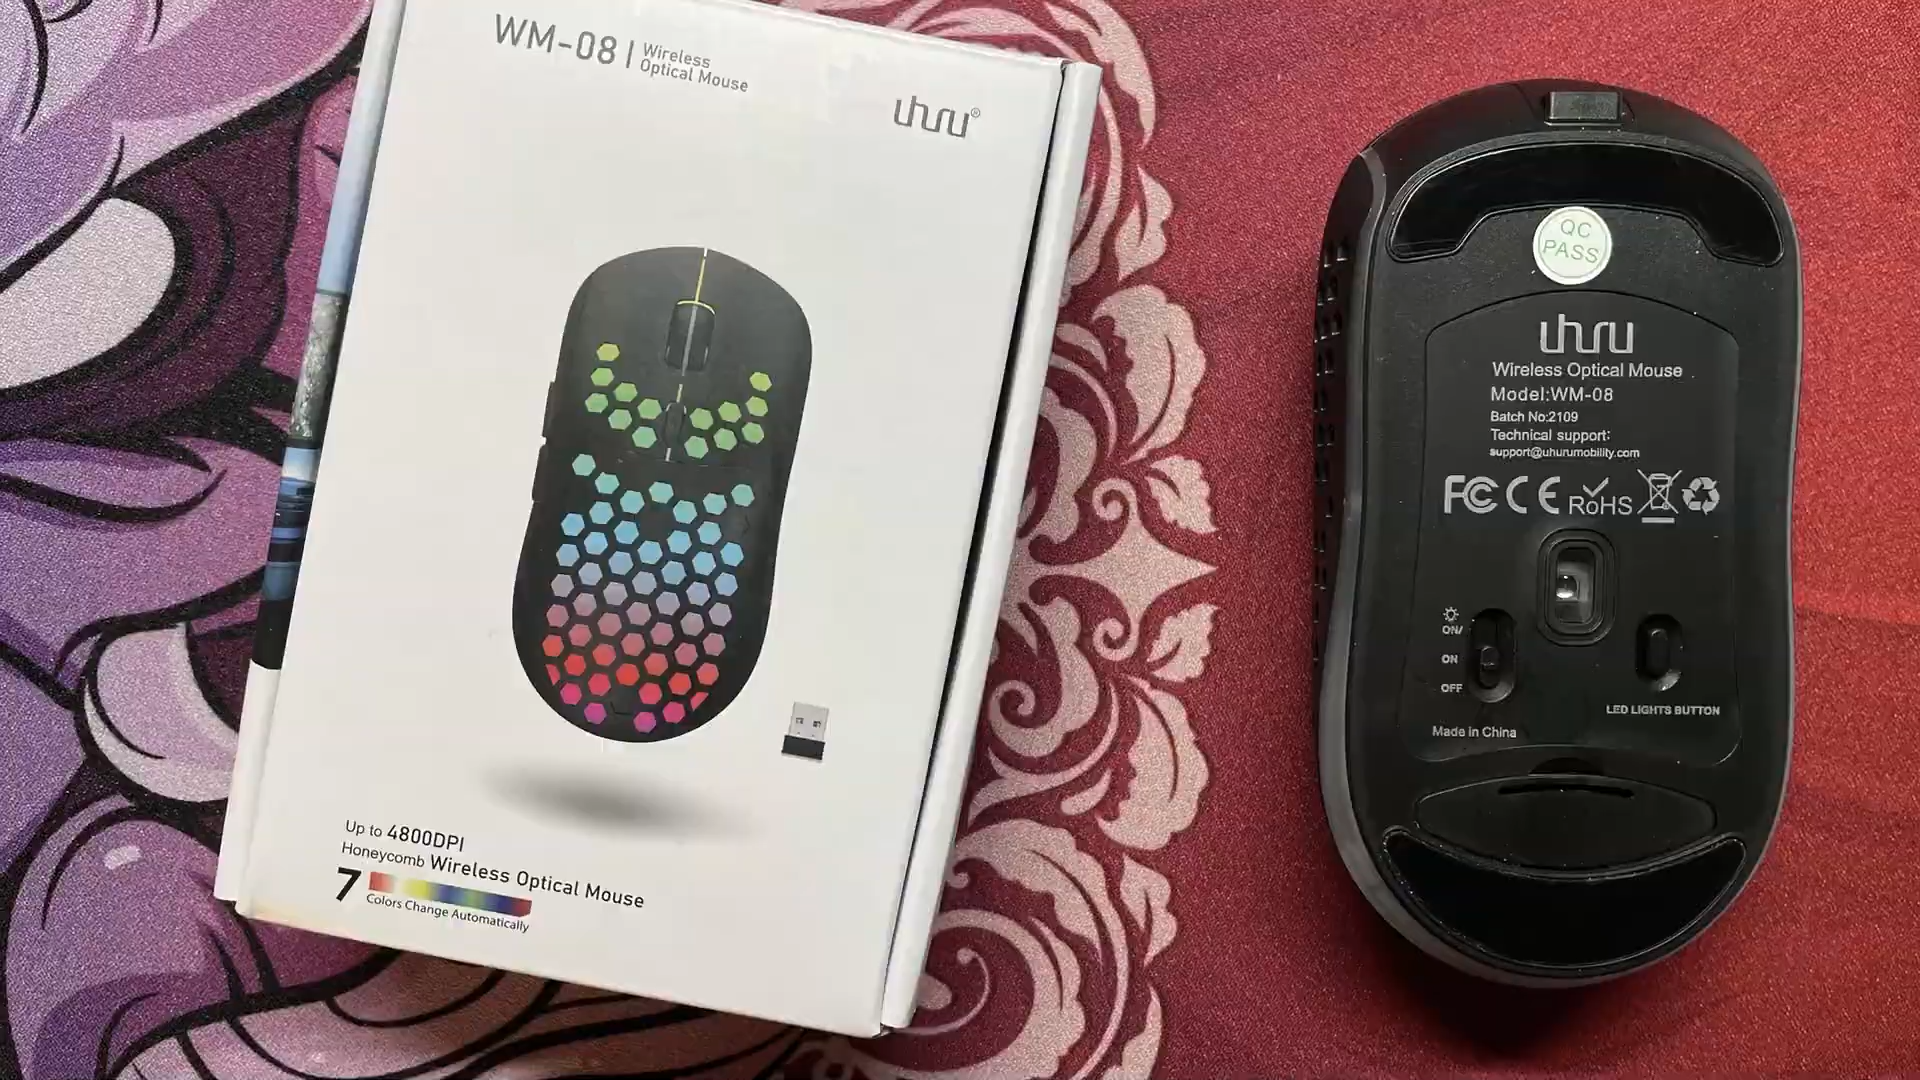 WM-08 | Wireless
Optical Mouse
uhuru®
Up to 4800DPI
Honeycomb Wireless Optical Mouse
7 Colors Change Automatically
QC
PASS
uhuru
Wireless Optical Mouse
Model:WM-08
Batch No:2109
Technical support:
support@uhurumobility.com
FC CE RoHS
ON/
ON
OFF
LED LIGHTS BUTTON
Made in China